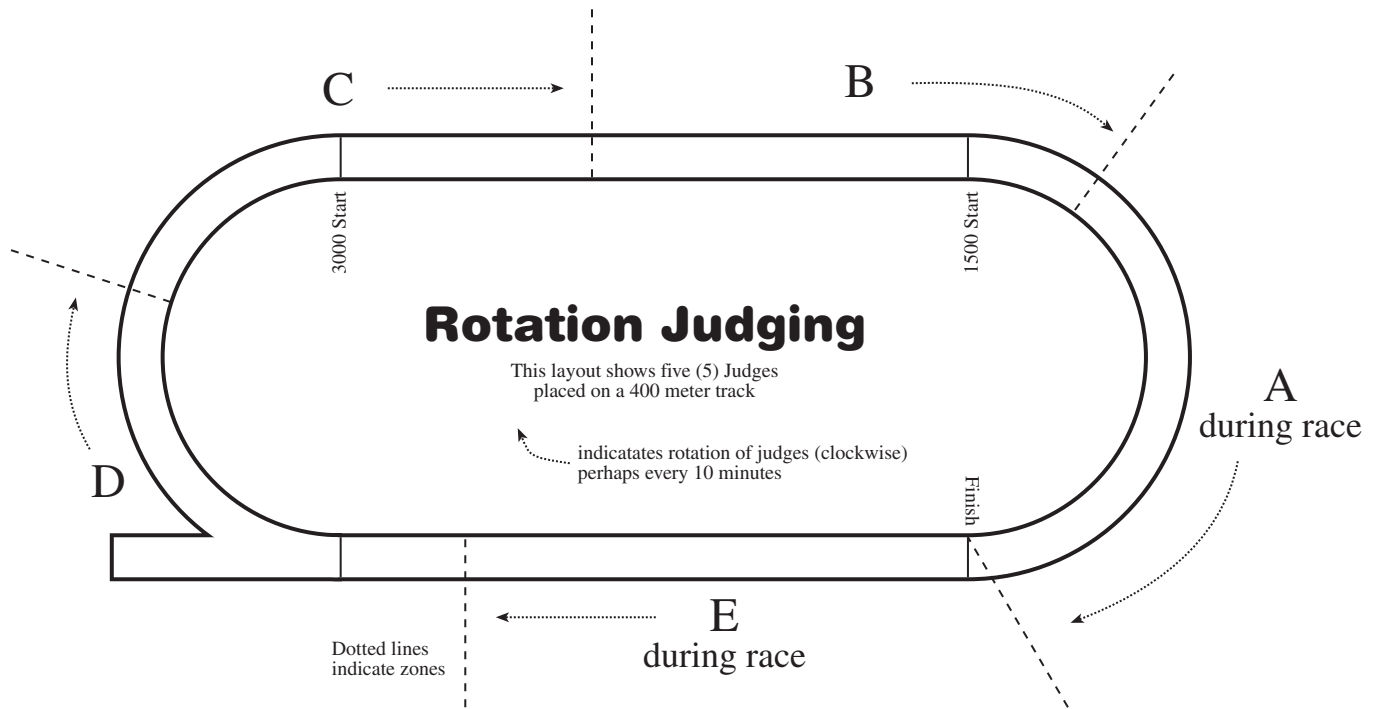 C
B
3000 Start
1500 Start
Rotation Judging
This layout shows five (5) Judges
placed on a 400 meter track
A
during race
indicatates rotation of judges (clockwise)
perhaps every 10 minutes
D
Finish
E
during race
Dotted lines
indicate zones